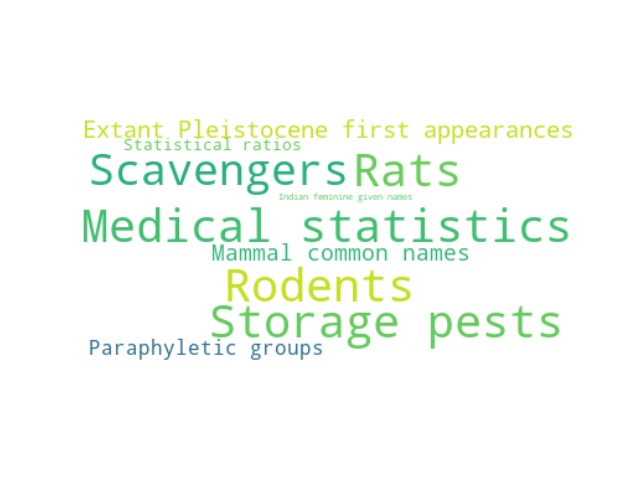 Extant Pleistocene first appearances
Statistical ratios
Scavengers
Rats
Indian feminine given names
Medical statistics
Mammal common names
Rodents
Storage pests
Paraphyletic groups